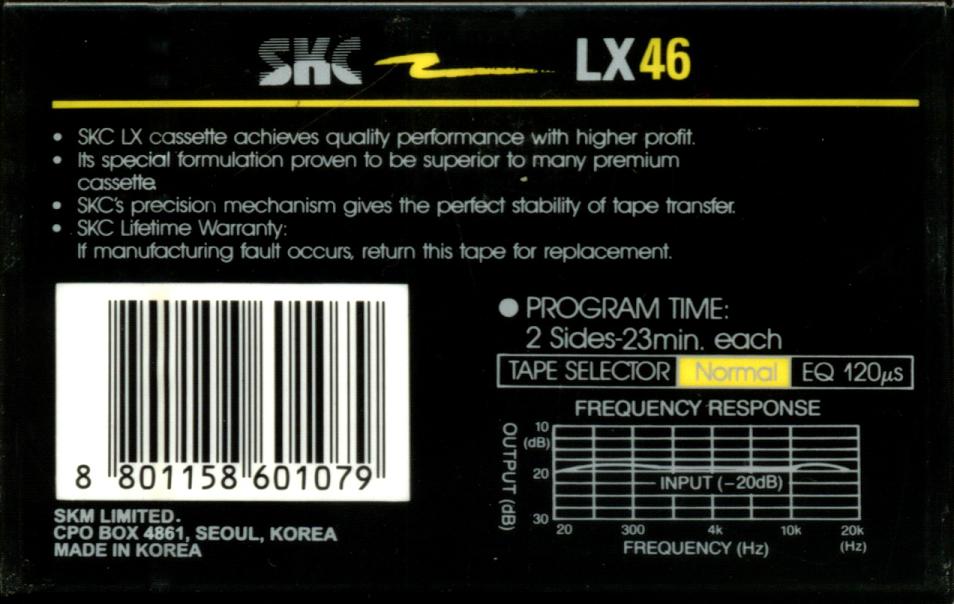 SKC LX46
• SKC LX cassette achieves quality performance with higher profit.
• Its special formulation proven to be superior to many premium
cassette.
• SKC's precision mechanism gives the perfect stability of tape transfer.
• SKC Lifetime Warranty:
If manufacturing fault occurs, return this tape for replacement.
8 801158 601079
SKM LIMITED.
CPO BOX 4861, SEOUL, KOREA
MADE IN KOREA
● PROGRAM TIME:
2 Sides-23min. each
TAPE SELECTOR Normal EQ 120µs
FREQUENCY RESPONSE
OUTPUT (dB)
10
(dB)
20
30
INPUT (−20dB)
20 300 4k 10k 20k
FREQUENCY (Hz) (Hz)